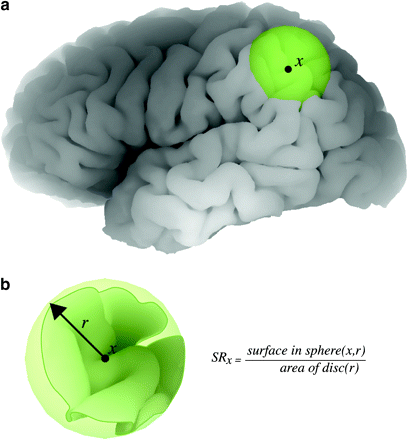 a
x
b
r
x
SRx = surface in sphere(x,r)
area of disc(r)